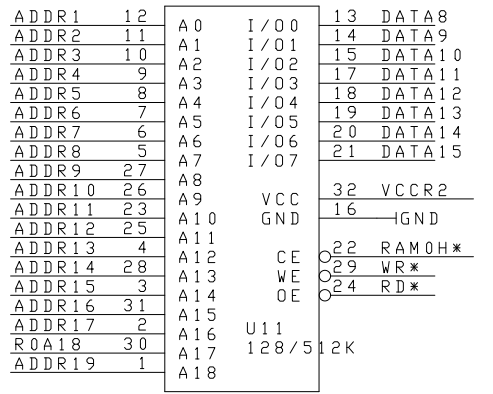 ADDR1 12 A0 I/O0 13 DATA8
ADDR2 11 A1 I/O1 14 DATA9
ADDR3 10 A2 I/O2 15 DATA10
ADDR4 9 A3 I/O3 17 DATA11
ADDR5 8 A4 I/O4 18 DATA12
ADDR6 7 A5 I/O5 19 DATA13
ADDR7 6 A6 I/O6 20 DATA14
ADDR8 5 A7 I/O7 21 DATA15
ADDR9 27 A8
ADDR10 26 A9 VCC 32 VCCR2
ADDR11 23 A10 GND 16 GND
ADDR12 25 A11
ADDR13 4 A12 CE 22 RAM0H*
ADDR14 28 A13 WE 29 WR*
ADDR15 3 A14 OE 24 RD*
ADDR16 31 A15
ADDR17 2 A16 U11
R0A18 30 A17 128/512K
ADDR19 1 A18